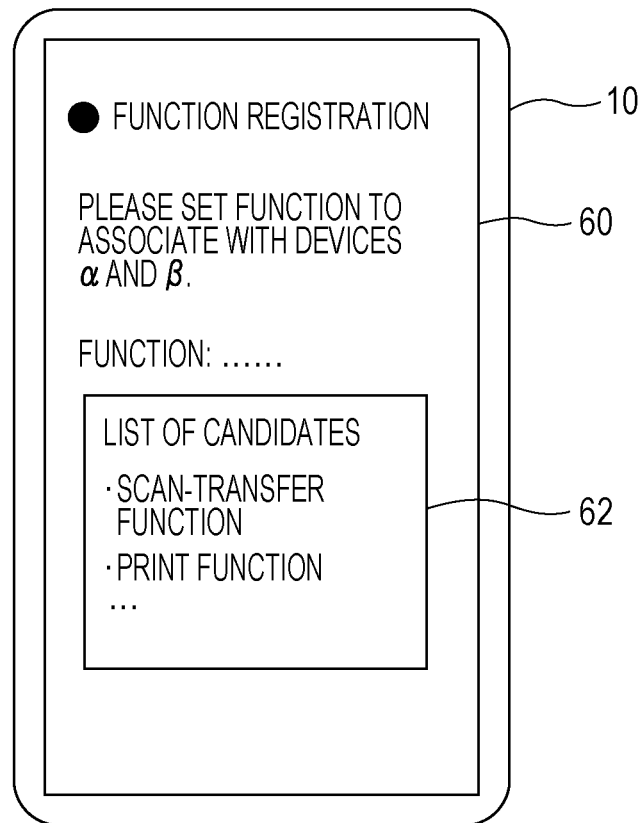 ● FUNCTION REGISTRATION
10
PLEASE SET FUNCTION TO
ASSOCIATE WITH DEVICES
α AND β.
60
FUNCTION: ......
LIST OF CANDIDATES
· SCAN-TRANSFER
FUNCTION
62
· PRINT FUNCTION
...